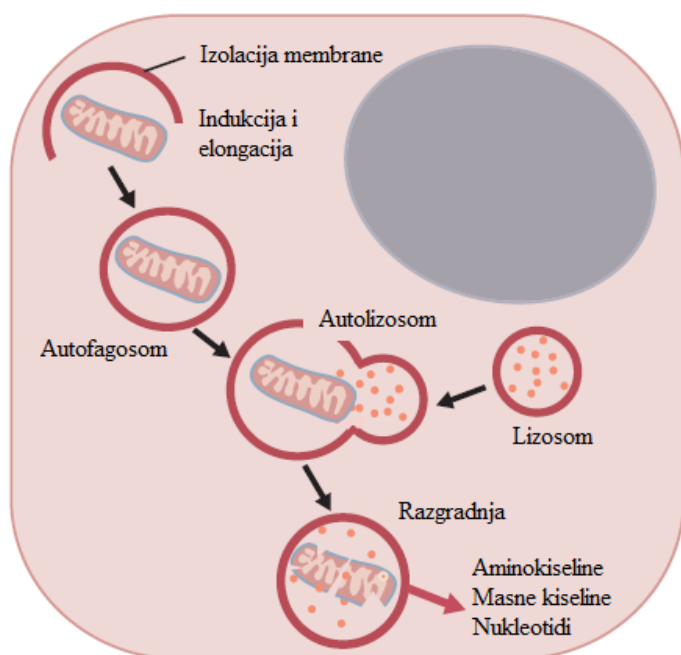 Izolacija membrane
Indukcija i
elongacija
Autofagosom
Autolizosom
Lizosom
Razgradnja
Aminokiseline
Masne kiseline
Nukleotidi